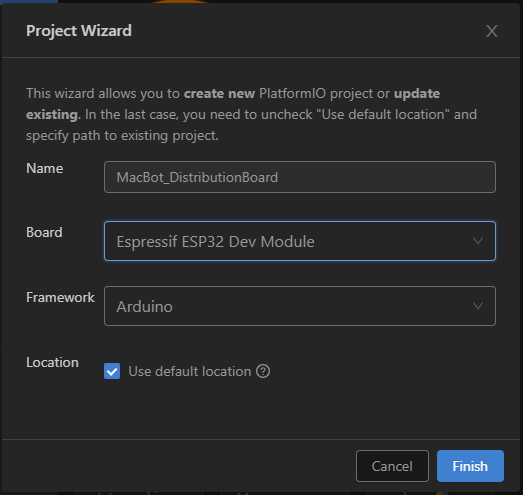 Project Wizard
This wizard allows you to create new PlatformIO project or update
existing. In the last case, you need to uncheck "Use default location" and
specify path to existing project.
Name
MacBot_DistributionBoard
Board
Espressif ESP32 Dev Module
Framework
Arduino
Location
Use default location
Cancel
Finish